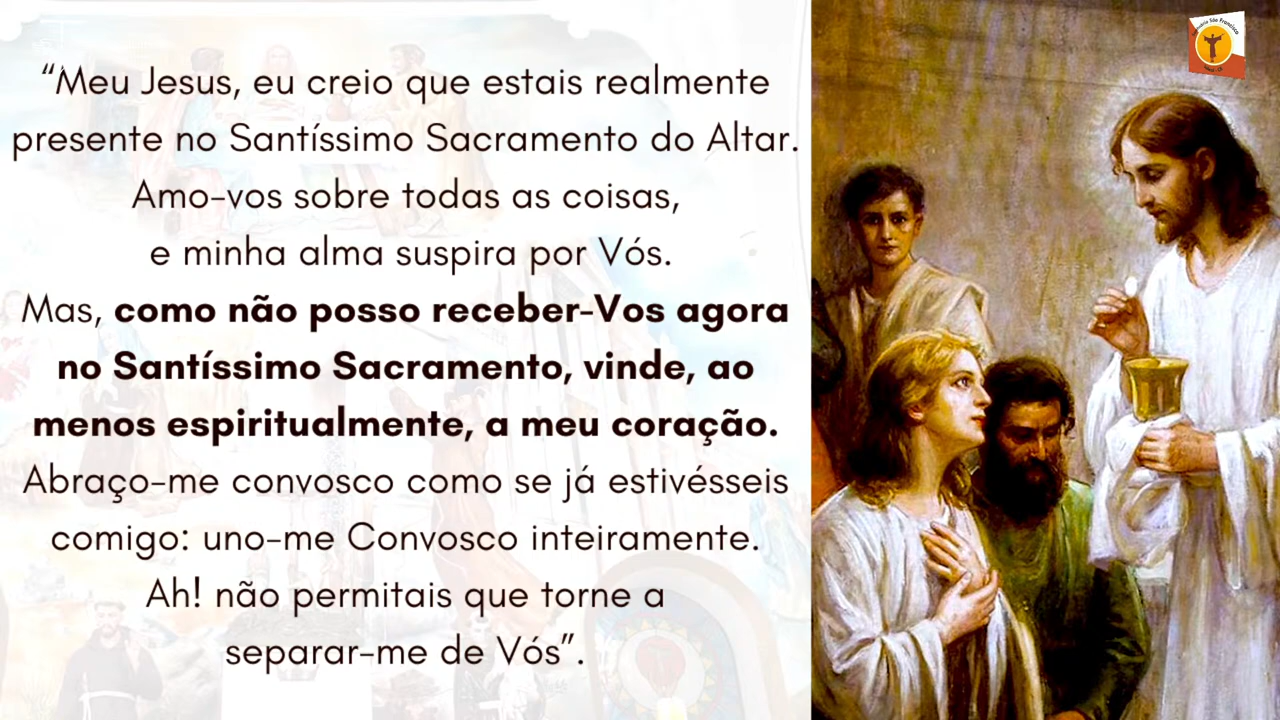 “Meu Jesus, eu creio que estais realmente
presente no Santíssimo Sacramento do Altar.
Amo-vos sobre todas as coisas,
e minha alma suspira por Vós.
Mas, como não posso receber-Vos agora
no Santíssimo Sacramento, vinde, ao
menos espiritualmente, a meu coração.
Abraço-me convosco como se já estivésseis
comigo: uno-me Convosco inteiramente.
Ah! não permitais que torne a
separar-me de Vós”.
São Francisco